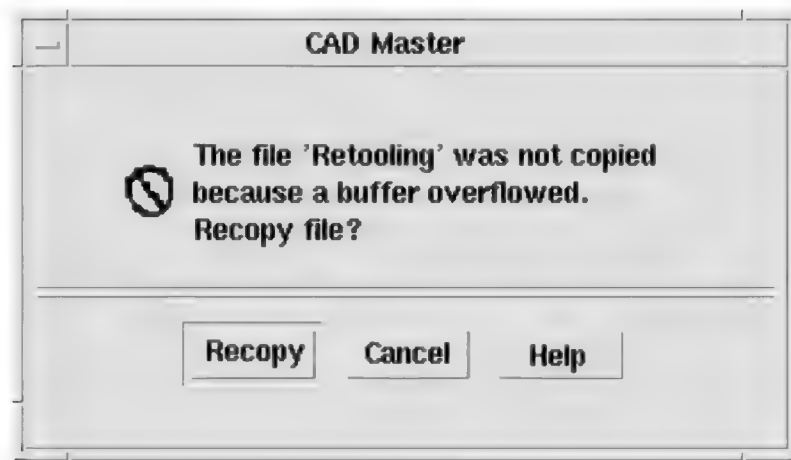 CAD Master
The file 'Retooling' was not copied
because a buffer overflowed.
Recopy file?
Recopy Cancel Help